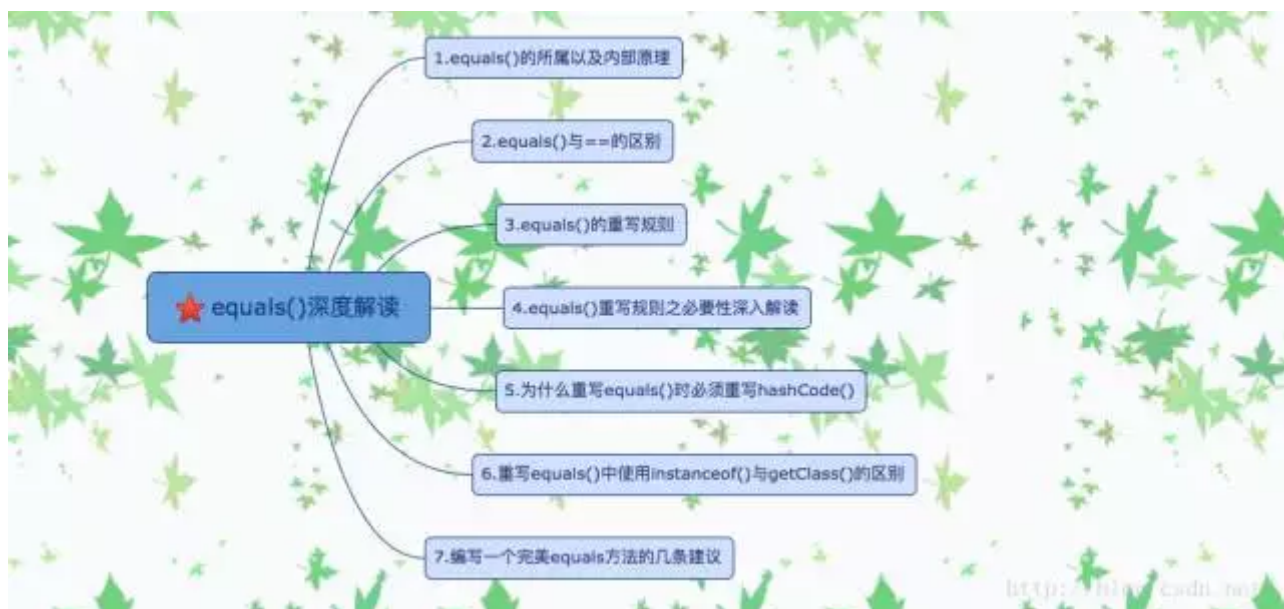 1.equals()的所属以及内部原理
2.equals()与==的区别
3.equals()的重写规则
equals()深度解读
4.equals()重写规则之必要性深入解读
5.为什么重写equals()时必须重写hashCode()
6.重写equals()中使用instanceof()与getClass()的区别
7.编写一个完美equals方法的几条建议
http://blog.csdn.net